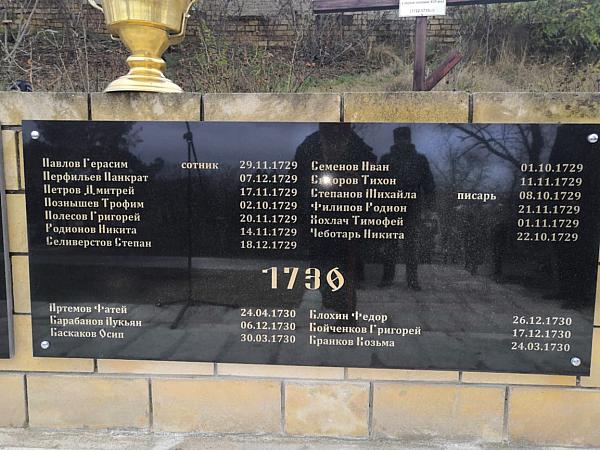 Павлов Герасим сотник 29.11.1729
Перфильев Панкрат 07.12.1729
Петров Дмитрей 17.11.1729
Познышев Трофим 02.10.1729
Полесов Григорей 20.11.1729
Родионов Никита 14.11.1729
Селиверстов Степан 18.12.1729
Семенов Иван 01.10.1729
Сидоров Тихон 11.11.1729
Степанов Михайла писарь 08.10.1729
Филипов Родион 21.11.1729
Хохлач Тимофей 01.11.1729
Чеботарь Никита 22.10.1729
1730
Артемов Фатей 24.04.1730
Барабанов Лукьян 06.12.1730
Баскаков Осип 30.03.1730
Блохин Федор 26.12.1730
Бойченков Григорей 17.12.1730
Бранков Козьма 24.03.1730